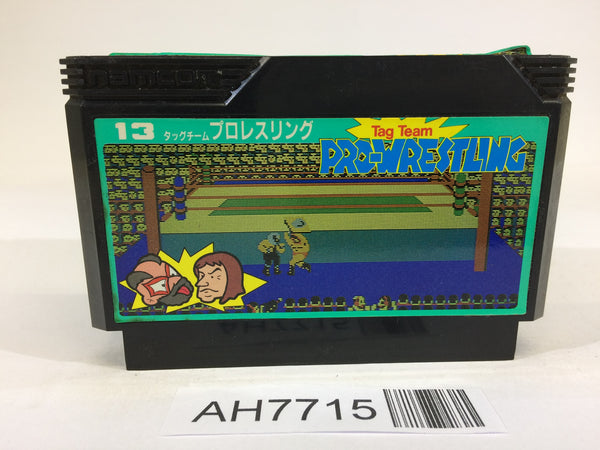 namcot
13 タッグチーム プロレスリング
Tag Team
PRO-WRESTLING
AH7715